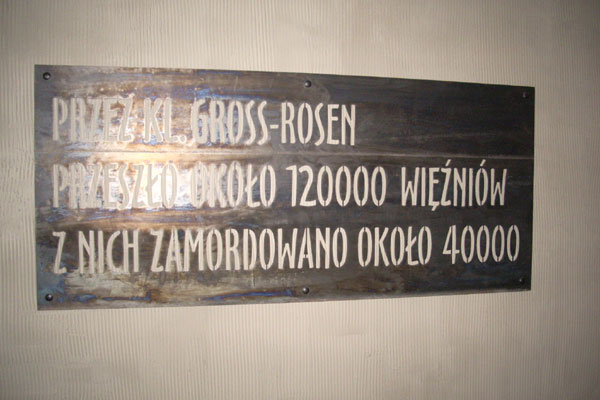 PRZEZ KL. GROSS-ROSEN
PRZESZŁO OKOŁO 120000 WIĘŹNIÓW
Z NICH ZAMORDOWANO OKOŁO 40000